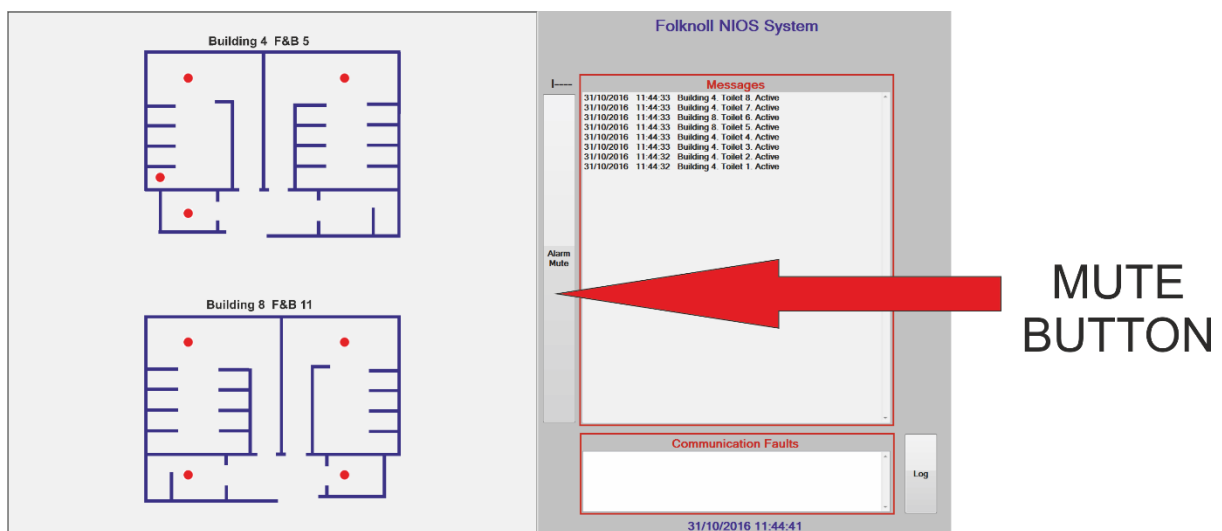 Building 4  F&B 5
Building 8  F&B 11
Folknoll NIOS System
I----
Alarm
Mute
Messages
31/10/2016  11:44:33  Building 4. Toilet 8. Active
31/10/2016  11:44:33  Building 4. Toilet 7. Active
31/10/2016  11:44:33  Building 8. Toilet 6. Active
31/10/2016  11:44:33  Building 8. Toilet 5. Active
31/10/2016  11:44:33  Building 4. Toilet 4. Active
31/10/2016  11:44:33  Building 4. Toilet 3. Active
31/10/2016  11:44:32  Building 4. Toilet 2. Active
31/10/2016  11:44:32  Building 4. Toilet 1. Active
Communication Faults
Log
31/10/2016 11:44:41
MUTE
BUTTON